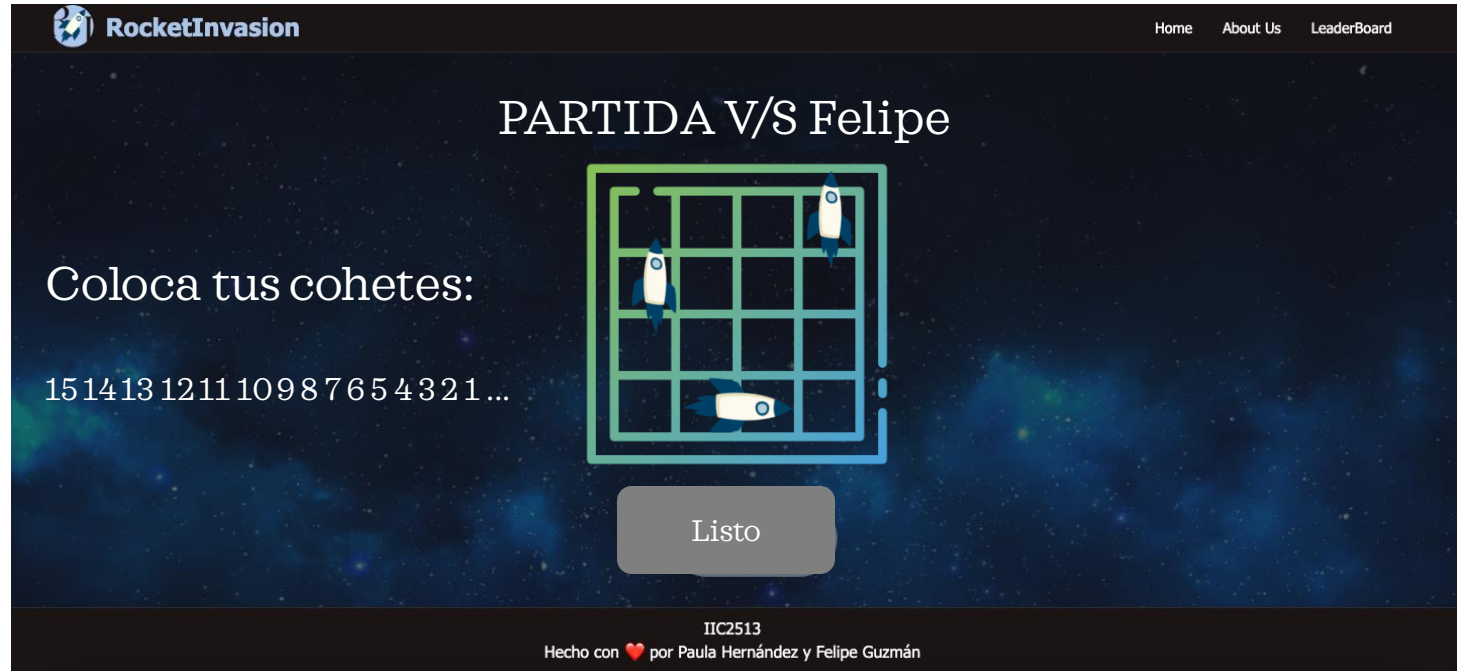 RocketInvasion
Home About Us LeaderBoard
PARTIDA V/S Felipe
Coloca tus cohetes:
15 14 13 12 11 10 9 8 7 6 5 4 3 2 1 ...
Listo
IIC2513
Hecho con ❤️ por Paula Hernández y Felipe Guzmán